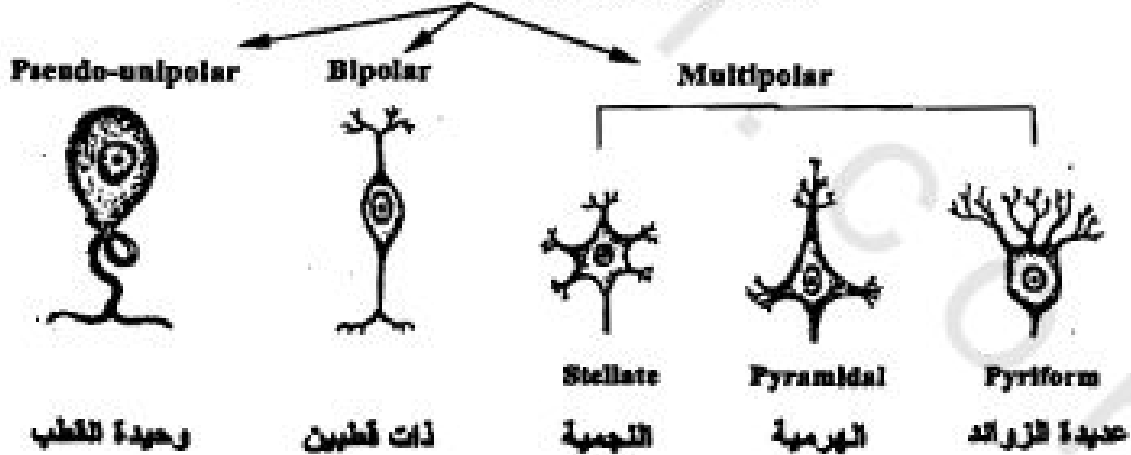 Pseudo-unipolar Bipolar Multipolar
Stellate Pyramidal Pyriform
وحيدة القطب ذات قطبين النجمية الهرمية عديدة الزوائد